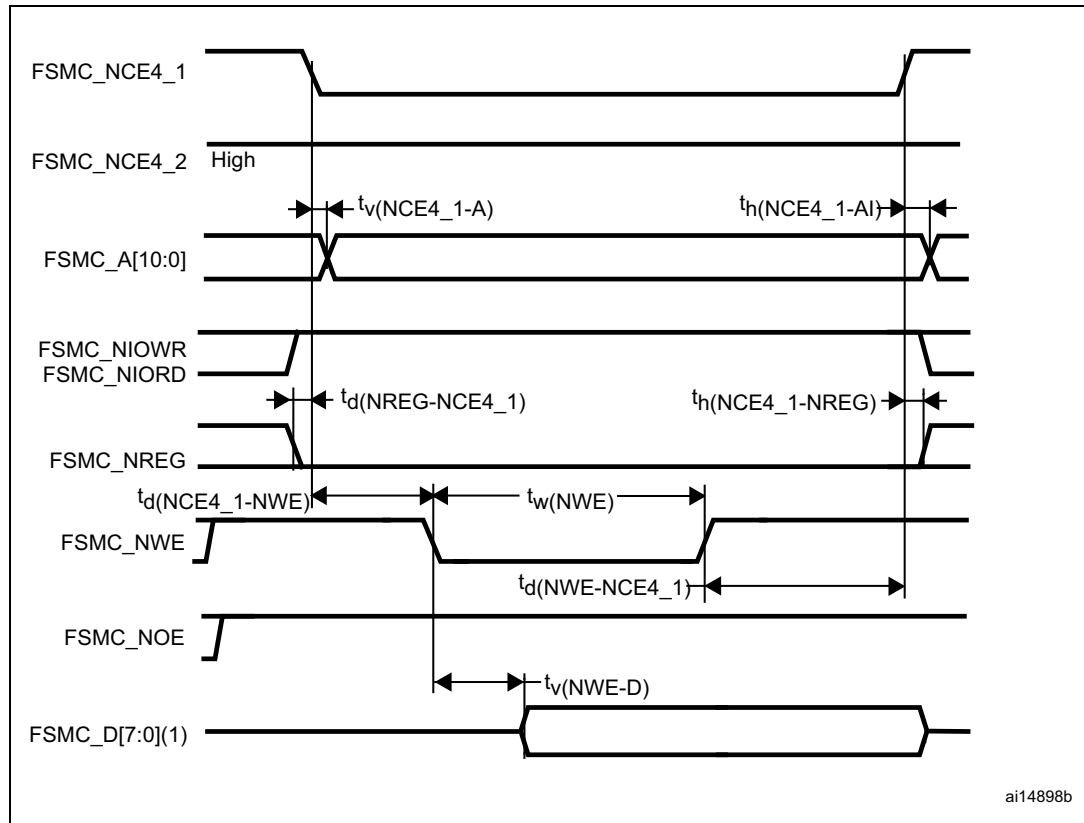 FSMC_NCE4_1
FSMC_NCE4_2 High
tv(NCE4_1-A) th(NCE4_1-AI)
FSMC_A[10:0]
FSMC_NIOWR
FSMC_NIORD
td(NREG-NCE4_1) th(NCE4_1-NREG)
FSMC_NREG
td(NCE4_1-NWE) tw(NWE)
FSMC_NWE
td(NWE-NCE4_1)
FSMC_NOE
tv(NWE-D)
FSMC_D[7:0](1)
ai14898b